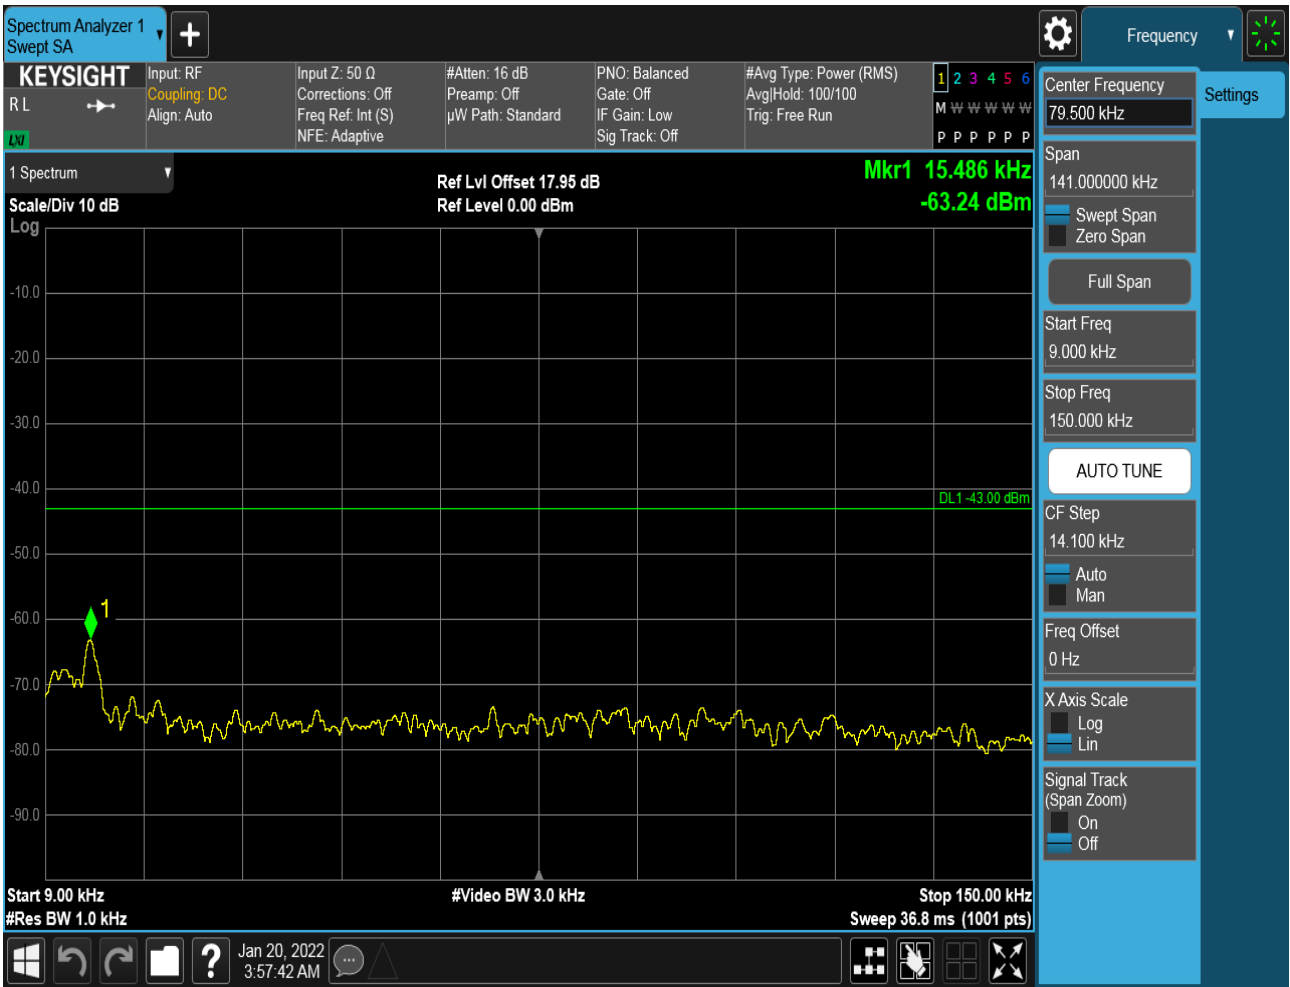 Spectrum Analyzer 1
Swept SA
+
Frequency
KEYSIGHT
R L
LXI
Input: RF
Coupling: DC
Align: Auto
Input Z: 50 Ω
Corrections: Off
Freq Ref: Int (S)
NFE: Adaptive
#Atten: 16 dB
Preamp: Off
µW Path: Standard
PNO: Balanced
Gate: Off
IF Gain: Low
Sig Track: Off
#Avg Type: Power (RMS)
Avg|Hold: 100/100
Trig: Free Run
1 2 3 4 5 6
M W W W W W
P P P P P P
1 Spectrum
Scale/Div 10 dB
Log
Ref Lvl Offset 17.95 dB
Ref Level 0.00 dBm
Mkr1 15.486 kHz
-63.24 dBm
-10.0
-20.0
-30.0
-40.0
DL1 -43.00 dBm
-50.0
-60.0
1
-70.0
-80.0
-90.0
Start 9.00 kHz
#Video BW 3.0 kHz
Stop 150.00 kHz
#Res BW 1.0 kHz
Sweep 36.8 ms (1001 pts)
Center Frequency
79.500 kHz
Settings
Span
141.000000 kHz
Swept Span
Zero Span
Full Span
Start Freq
9.000 kHz
Stop Freq
150.000 kHz
AUTO TUNE
CF Step
14.100 kHz
Auto
Man
Freq Offset
0 Hz
X Axis Scale
Log
Lin
Signal Track
(Span Zoom)
On
Off
?
Jan 20, 2022
3:57:42 AM